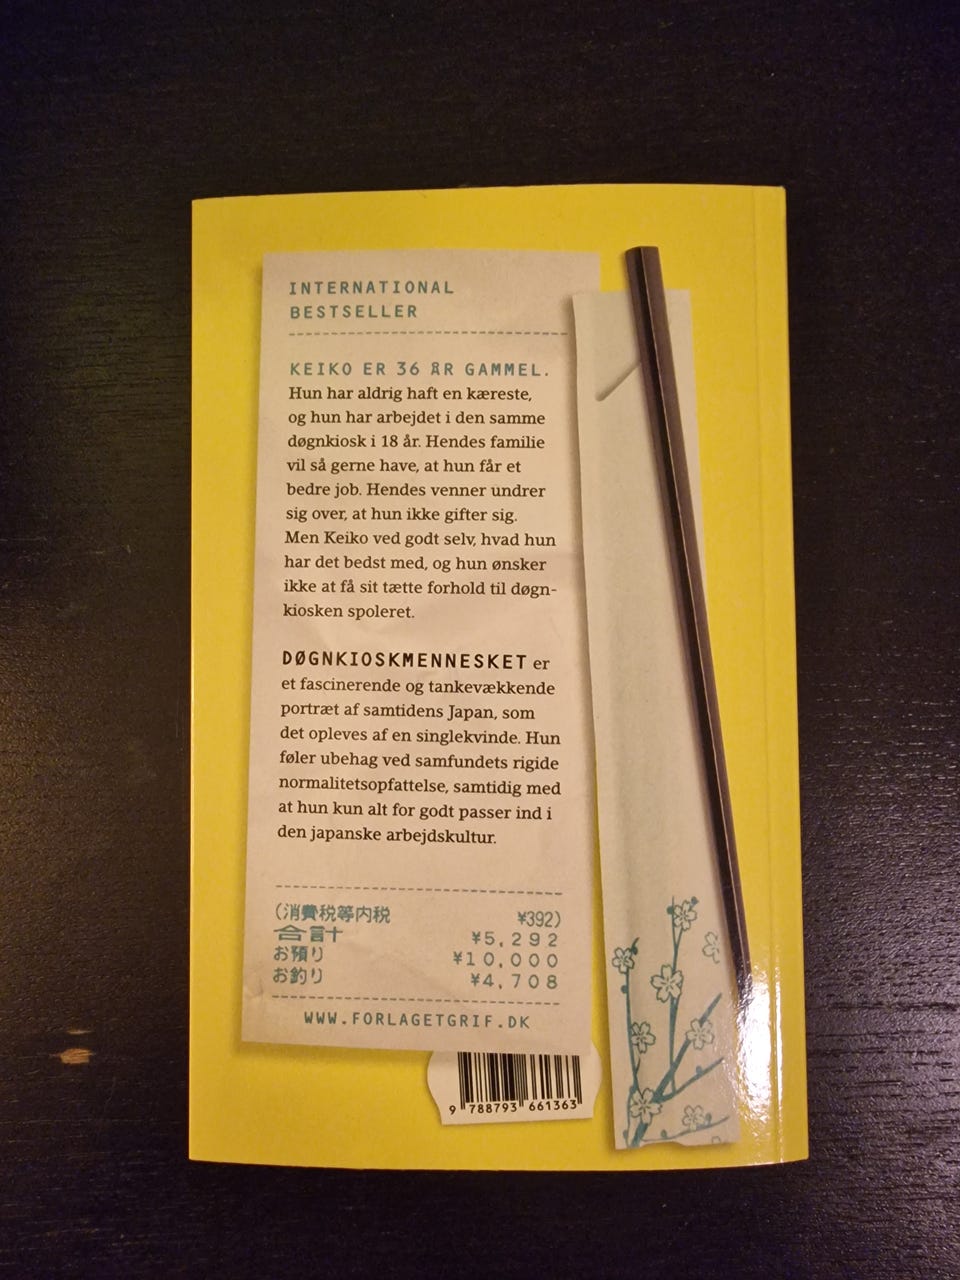 INTERNATIONAL
BESTSELLER
KEIKO ER 36 ÅR GAMMEL.
Hun har aldrig haft en kæreste,
og hun har arbejdet i den samme
døgnkiosk i 18 år. Hendes familie
vil så gerne have, at hun får et
bedre job. Hendes venner undrer
sig over, at hun ikke gifter sig.
Men Keiko ved godt selv, hvad hun
har det bedst med, og hun ønsker
ikke at få sit tætte forhold til døgn-
kiosken spoleret.
DØGNKIOSKMENNESKET er
et fascinerende og tankevækkende
portræt af samtidens Japan, som
det opleves af en singlekvinde. Hun
føler ubehag ved samfundets rigide
normalitetsopfattelse, samtidig med
at hun kun alt for godt passer ind i
den japanske arbejdskultur.
(消費税等内税 ¥392)
合計 ¥5,292
お預り ¥10,000
お釣り ¥4,708
WWW.FORLAGETGRIF.DK
9 788793 661363